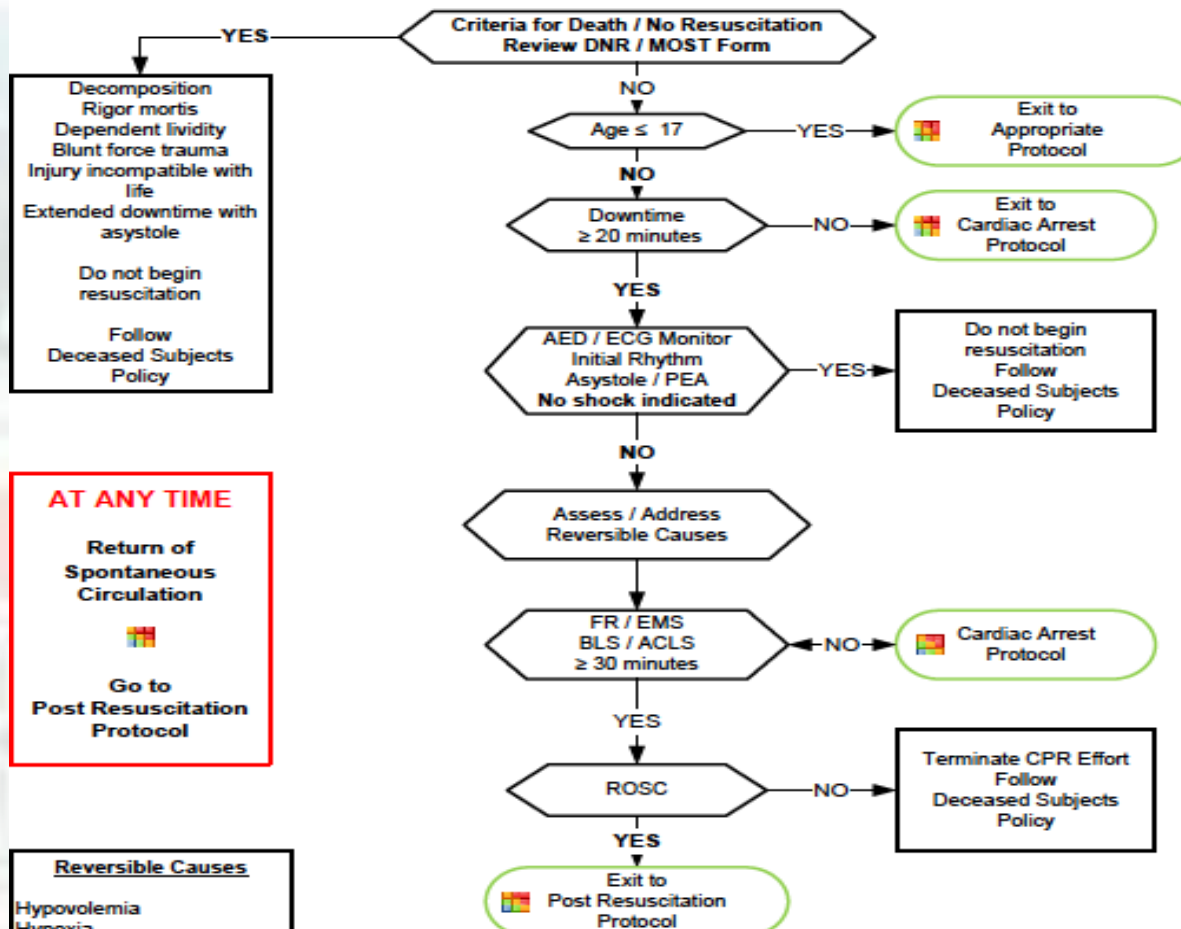 Criteria for Death / No Resuscitation
Review DNR / MOST Form
YES
Decomposition
Rigor mortis
Dependent lividity
Blunt force trauma
Injury incompatible with
life
Extended downtime with
asystole
Do not begin
resuscitation
Follow
Deceased Subjects
Policy
NO
Age ≤ 17
YES
Exit to
Appropriate
Protocol
NO
Downtime
≥ 20 minutes
NO
Exit to
Cardiac Arrest
Protocol
YES
AED / ECG Monitor
Initial Rhythm
Asystole / PEA
No shock indicated
YES
Do not begin
resuscitation
Follow
Deceased Subjects
Policy
NO
AT ANY TIME
Return of
Spontaneous
Circulation
Go to
Post Resuscitation
Protocol
Assess / Address
Reversible Causes
FR / EMS
BLS / ACLS
≥ 30 minutes
NO
Cardiac Arrest
Protocol
YES
ROSC
NO
Terminate CPR Effort
Follow
Deceased Subjects
Policy
YES
Exit to
Post Resuscitation
Protocol
Reversible Causes
Hypovolemia
Hypoxia